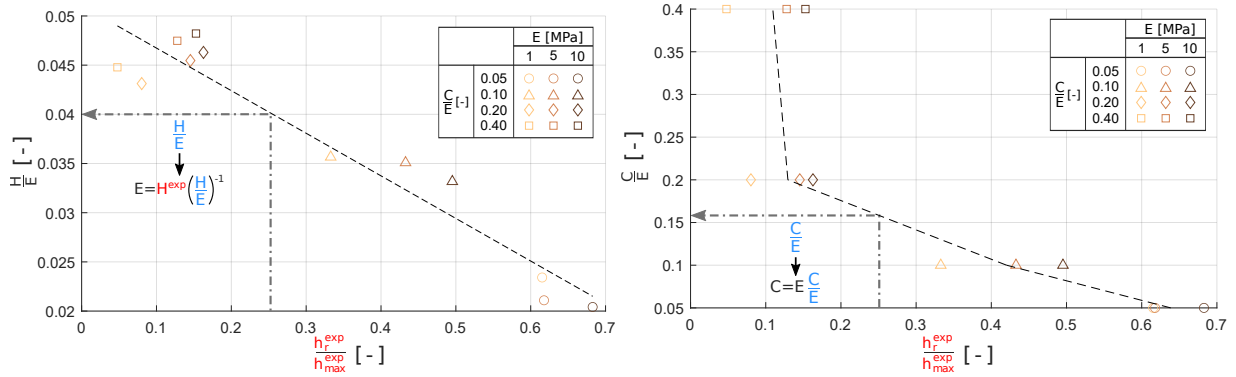 0.05
0.045
0.04
0.035
0.03
0.025
0.02
H/E [-]
0 0.1 0.2 0.3 0.4 0.5 0.6 0.7
h_r^exp/h_max^exp [-]
H/E
E=H^exp(H/E)^-1
E [MPa]
1 5 10
C/E [-]
0.05
0.10
0.20
0.40
0.4
0.35
0.3
0.25
0.2
0.15
0.1
0.05
C/E [-]
0 0.1 0.2 0.3 0.4 0.5 0.6 0.7
h_r^exp/h_max^exp [-]
C/E
C=E C/E
E [MPa]
1 5 10
C/E [-]
0.05
0.10
0.20
0.40